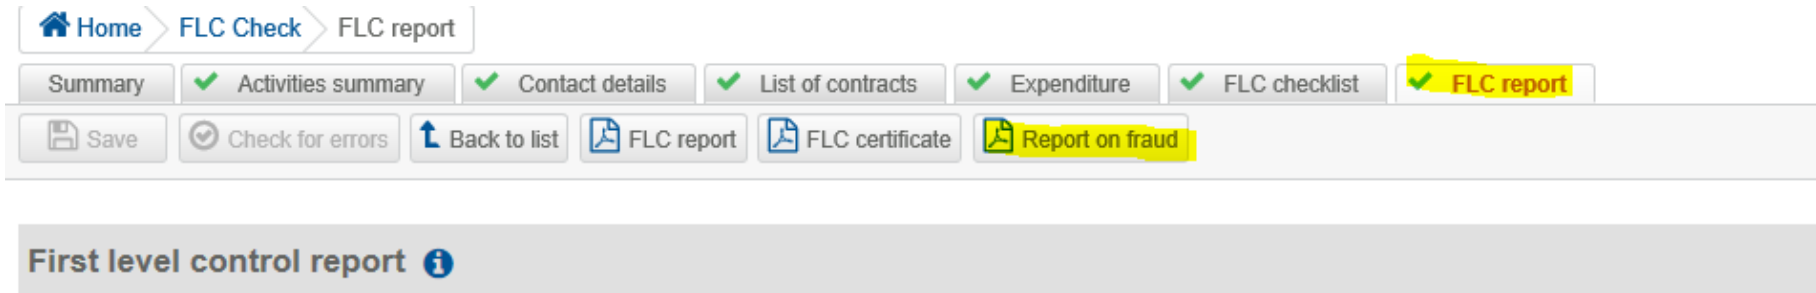 Home FLC Check FLC report
Summary Activities summary Contact details List of contracts Expenditure FLC checklist FLC report
Save Check for errors Back to list FLC report FLC certificate Report on fraud
First level control report